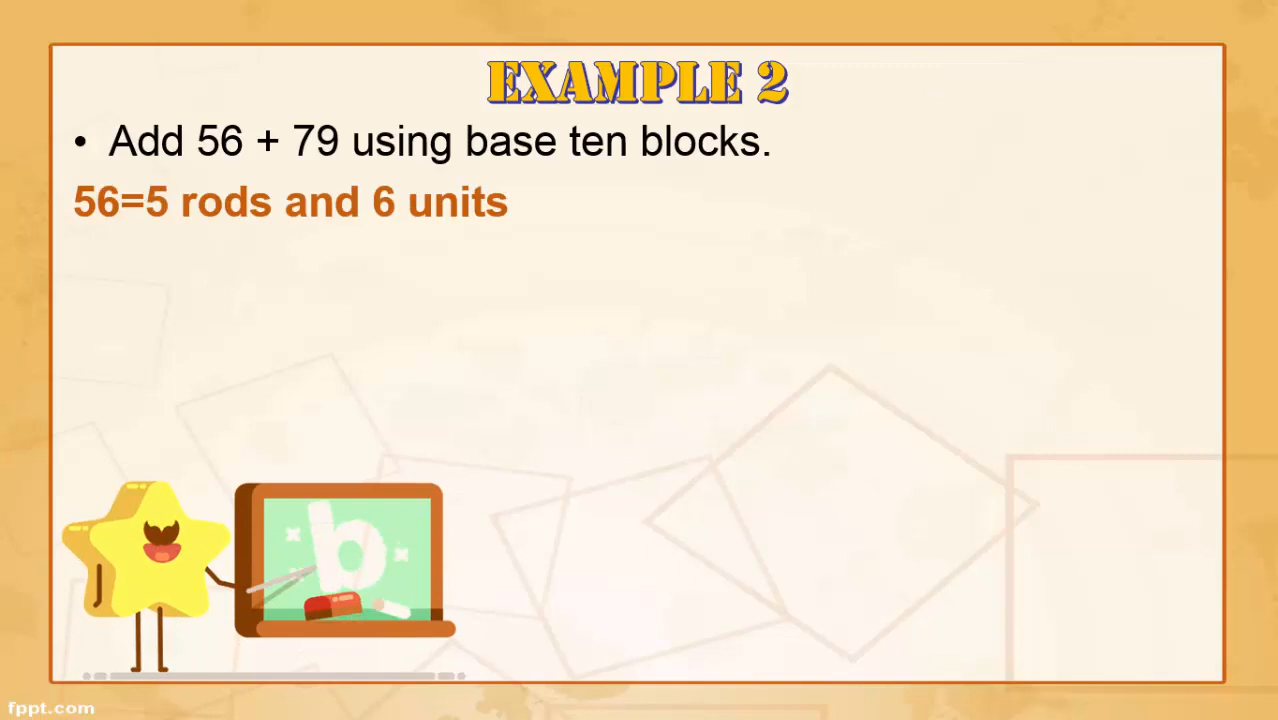 EXAMPLE 2
• Add 56 + 79 using base ten blocks.
56=5 rods and 6 units
b
fppt.com